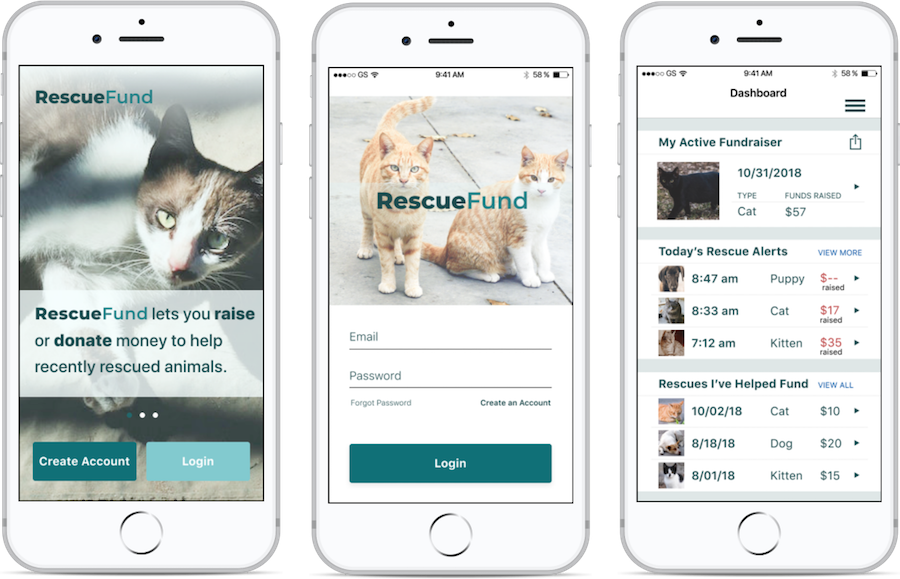 RescueFund
RescueFund lets you raise
or donate money to help
recently rescued animals.
Create Account
Login
GS
9:41 AM
58 %
RescueFund
Email
Password
Forgot Password
Create an Account
Login
GS
9:41 AM
58 %
Dashboard
My Active Fundraiser
10/31/2018
TYPE FUNDS RAISED
Cat $57
Today's Rescue Alerts VIEW MORE
8:47 am Puppy $-- 
raised
8:33 am Cat $17
raised
7:12 am Kitten $35
raised
Rescues I've Helped Fund VIEW ALL
10/02/18 Cat $10
8/18/18 Dog $20
8/01/18 Kitten $15